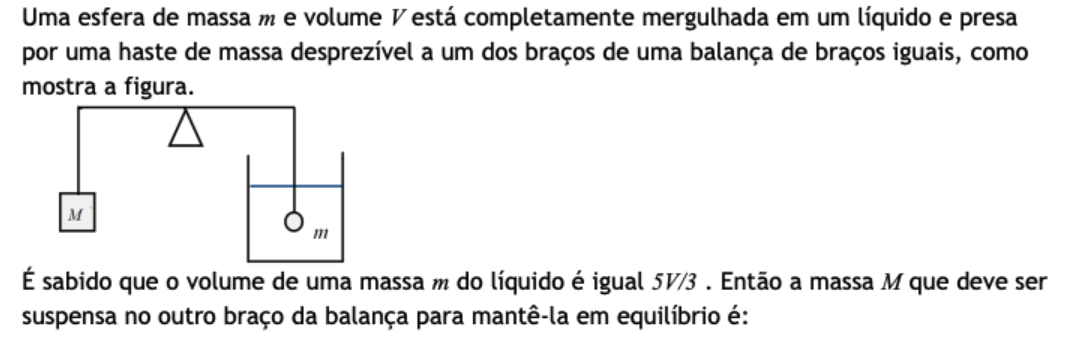 Uma esfera de massa m e volume V está completamente mergulhada em um líquido e presa
por uma haste de massa desprezível a um dos braços de uma balança de braços iguais, como
mostra a figura.
M
m
É sabido que o volume de uma massa m do líquido é igual 5V/3 . Então a massa M que deve ser
suspensa no outro braço da balança para mantê-la em equilíbrio é: